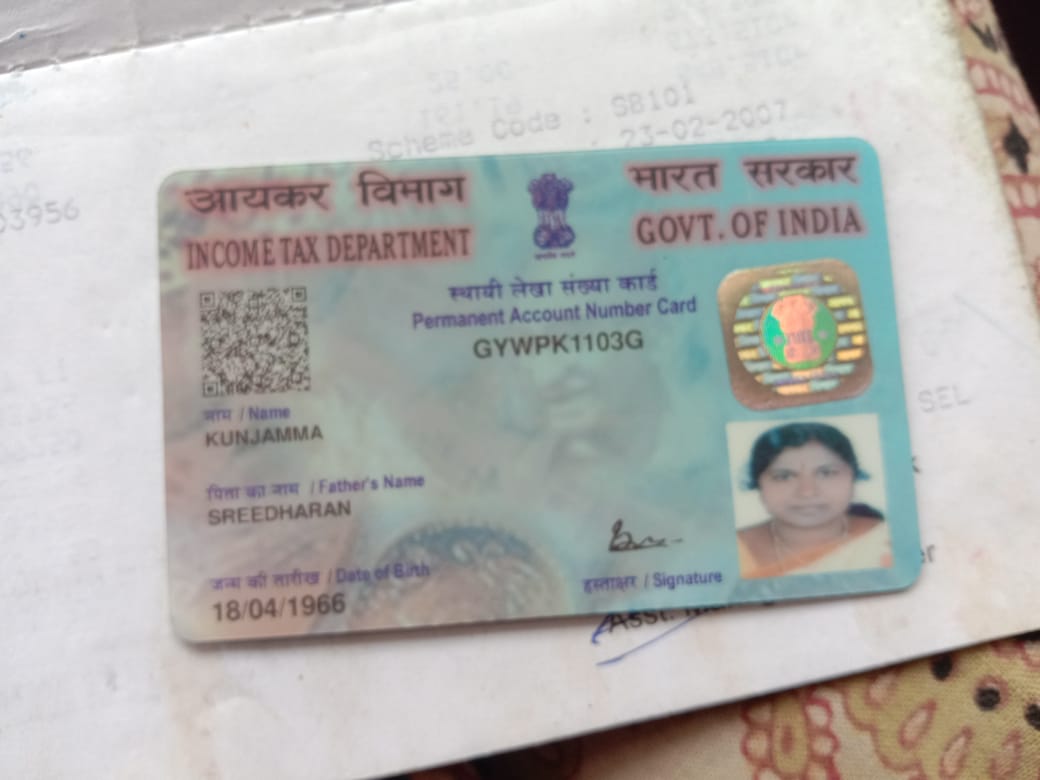 Scheme Code : SB101
23-02-2007
03956
आयकर विभाग
भारत सरकार
INCOME TAX DEPARTMENT
GOVT. OF INDIA
स्थायी लेखा संख्या कार्ड
Permanent Account Number Card
GYWPK1103G
नाम / Name
KUNJAMMA
पिता का नाम / Father's Name
SREEDHARAN
जन्म की तारीख / Date of Birth
18/04/1966
हस्ताक्षर / Signature
SEL